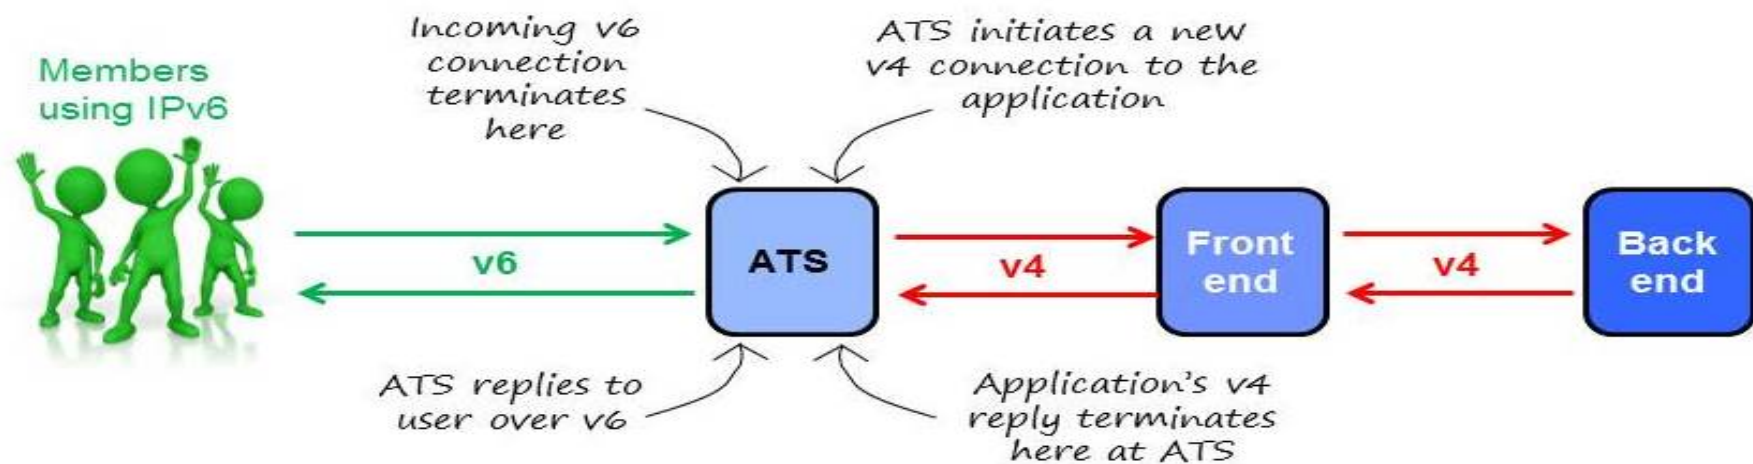 Members
using IPv6
Incoming v6
connection
terminates
here
ATS initiates a new
v4 connection to the
application
v6
ATS
v4
Front
end
v4
Back
end
ATS replies to
user over v6
Application's v4
reply terminates
here at ATS